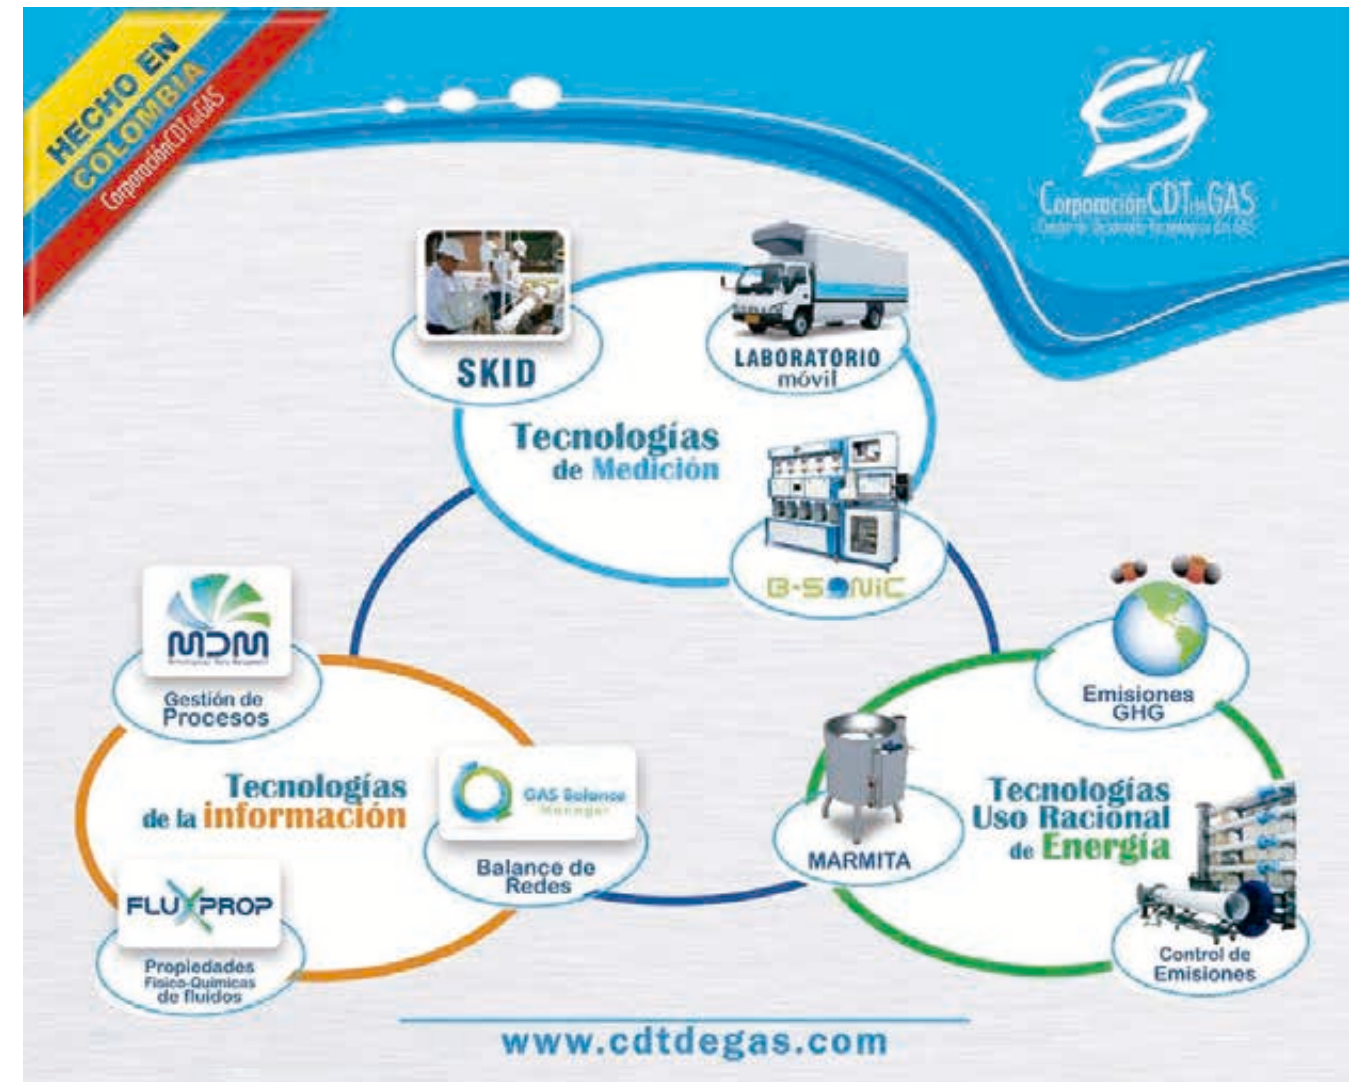 HECHO EN
COLOMBIA
CorporaciónCDTdeGAS
CorporaciónCDTdeGAS
SKID
LABORATORIO
móvil
Tecnologías
de Medición
B-SONiC
MDM
Gestión de
Procesos
Emisiones
GHG
Tecnologías
de la información
GAS Balance
Manager
Balance de
Redes
MARMITA
Tecnologías
Uso Racional
de Energía
FLUXPROP
Propiedades
Físico-Químicas
de fluidos
Control de
Emisiones
www.cdtdegas.com